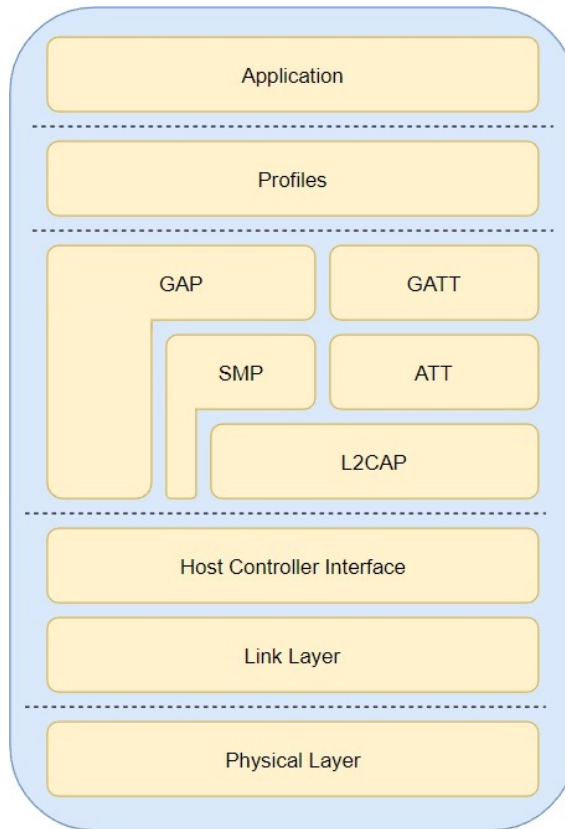 Application
Profiles
GAP
GATT
SMP
ATT
L2CAP
Host Controller Interface
Link Layer
Physical Layer